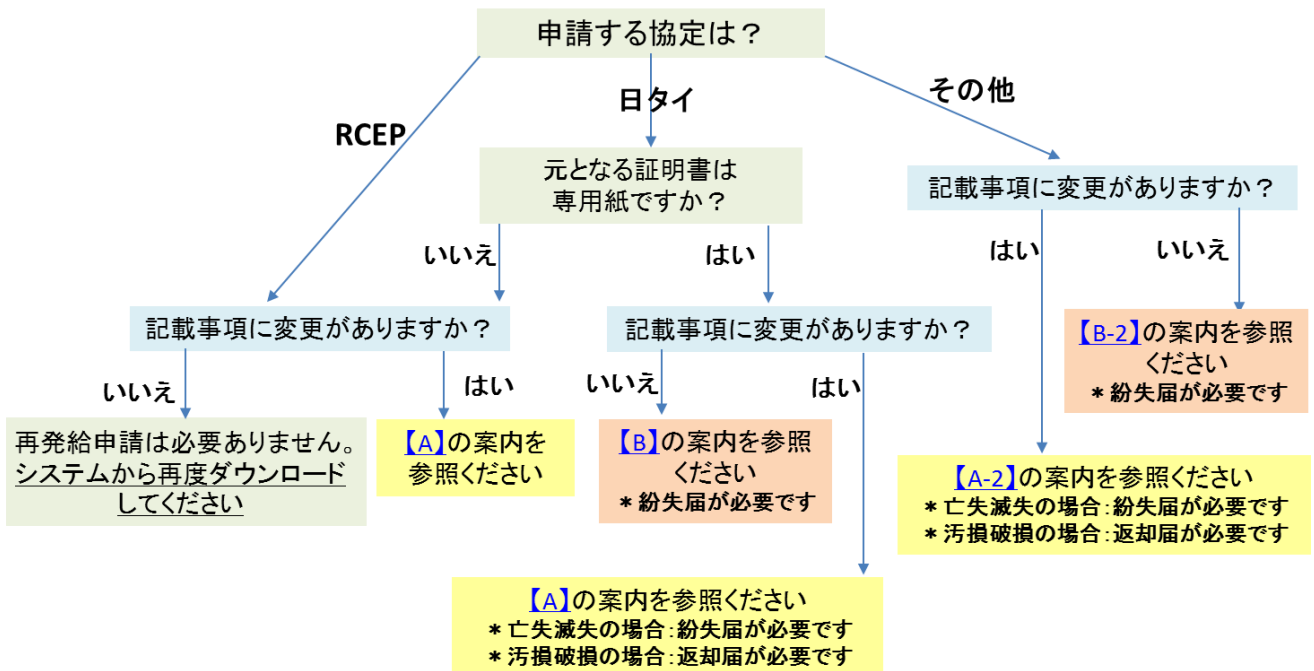 申請する協定は？
RCEP
日タイ
その他
元となる証明書は
専用紙ですか？
記載事項に変更がありますか？
いいえ
はい
はい
いいえ
記載事項に変更がありますか？
記載事項に変更がありますか？
【B-2】の案内を参照
ください
＊紛失届が必要です
いいえ
はい
いいえ
はい
再発給申請は必要ありません。
システムから再度ダウンロード
してください
【A】の案内を
参照ください
【B】の案内を参照
ください
＊紛失届が必要です
【A-2】の案内を参照ください
＊亡失滅失の場合：紛失届が必要です
＊汚損破損の場合：返却届が必要です
【A】の案内を参照ください
＊亡失滅失の場合：紛失届が必要です
＊汚損破損の場合：返却届が必要です